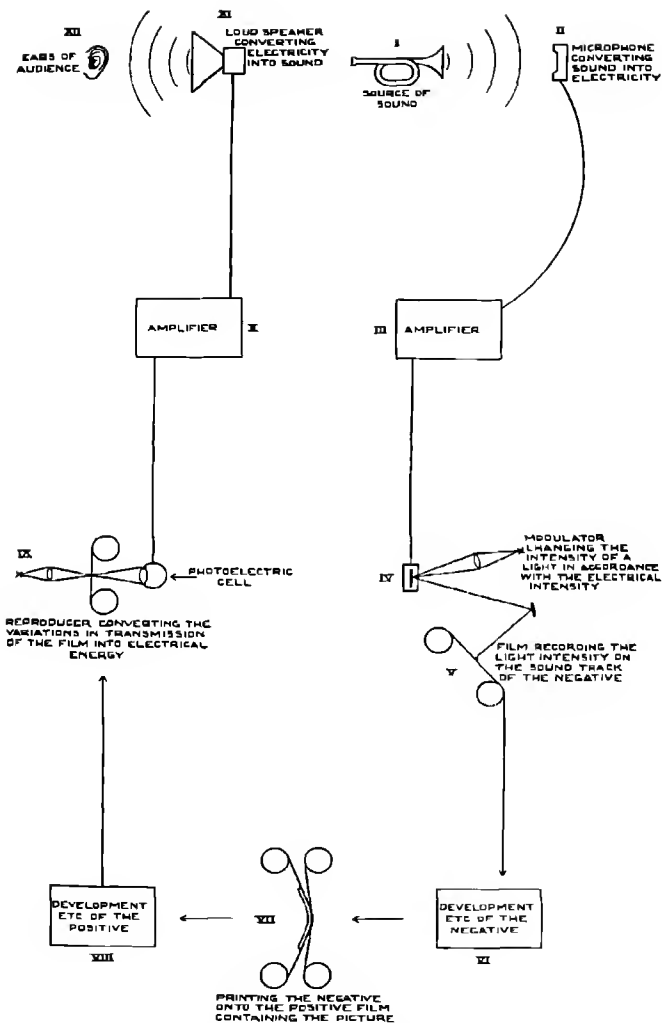 XII
EARS OF
AUDIENCE
XI
LOUD SPEAKER
CONVERTING
ELECTRICITY
INTO SOUND
I
SOURCE OF
SOUND
II
MICROPHONE
CONVERTING
SOUND INTO
ELECTRICITY
AMPLIFIER
X
III
AMPLIFIER
IX
PHOTOELECTRIC
CELL
REPRODUCER CONVERTING THE
VARIATIONS IN TRANSMISSION
OF THE FILM INTO ELECTRICAL
ENERGY
IV
MODULATOR
CHANGING THE
INTENSITY OF A
LIGHT IN ACCORDANCE
WITH THE ELECTRICAL
INTENSITY
V
FILM RECORDING THE
LIGHT INTENSITY ON
THE SOUND TRACK
OF THE NEGATIVE
DEVELOPMENT
ETC OF THE
POSITIVE
VIII
VII
PRINTING THE NEGATIVE
ONTO THE POSITIVE FILM
CONTAINING THE PICTURE
DEVELOPMENT
ETC OF THE
NEGATIVE
VI